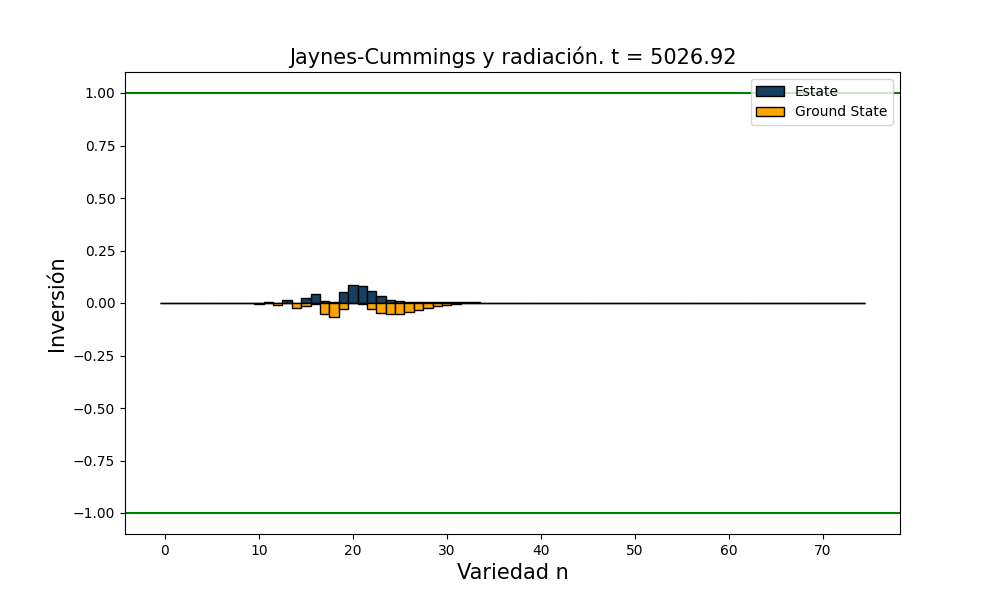 Jaynes-Cummings y radiación. t = 5026.92
Estate
Ground State
1.00
0.75
0.50
0.25
0.00
−0.25
−0.50
−0.75
−1.00
Inversión
0 10 20 30 40 50 60 70
Variedad n